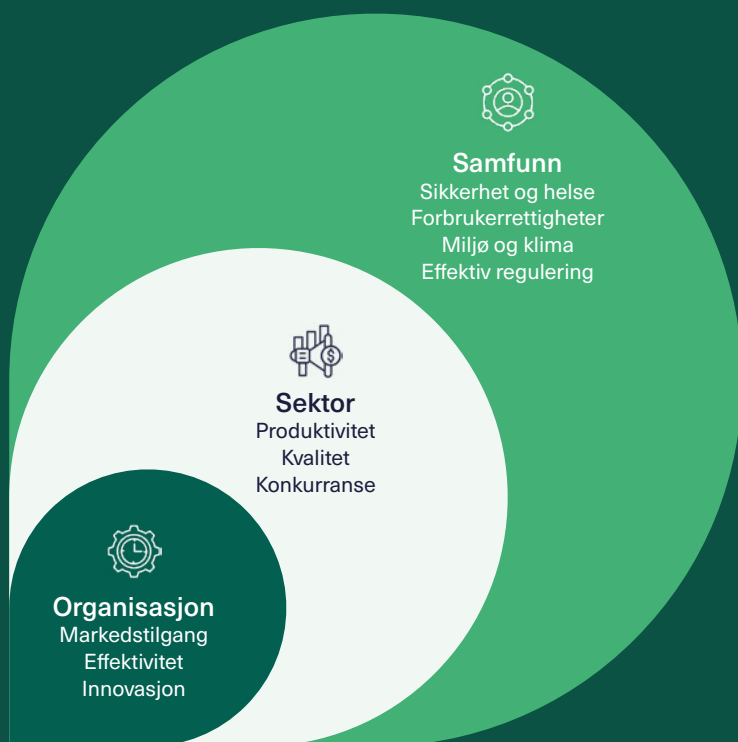 Samfunn
Sikkerhet og helse
Forbrukerrettigheter
Miljø og klima
Effektiv regulering
Sektor
Produktivitet
Kvalitet
Konkurranse
Organisasjon
Markedstilgang
Effektivitet
Innovasjon